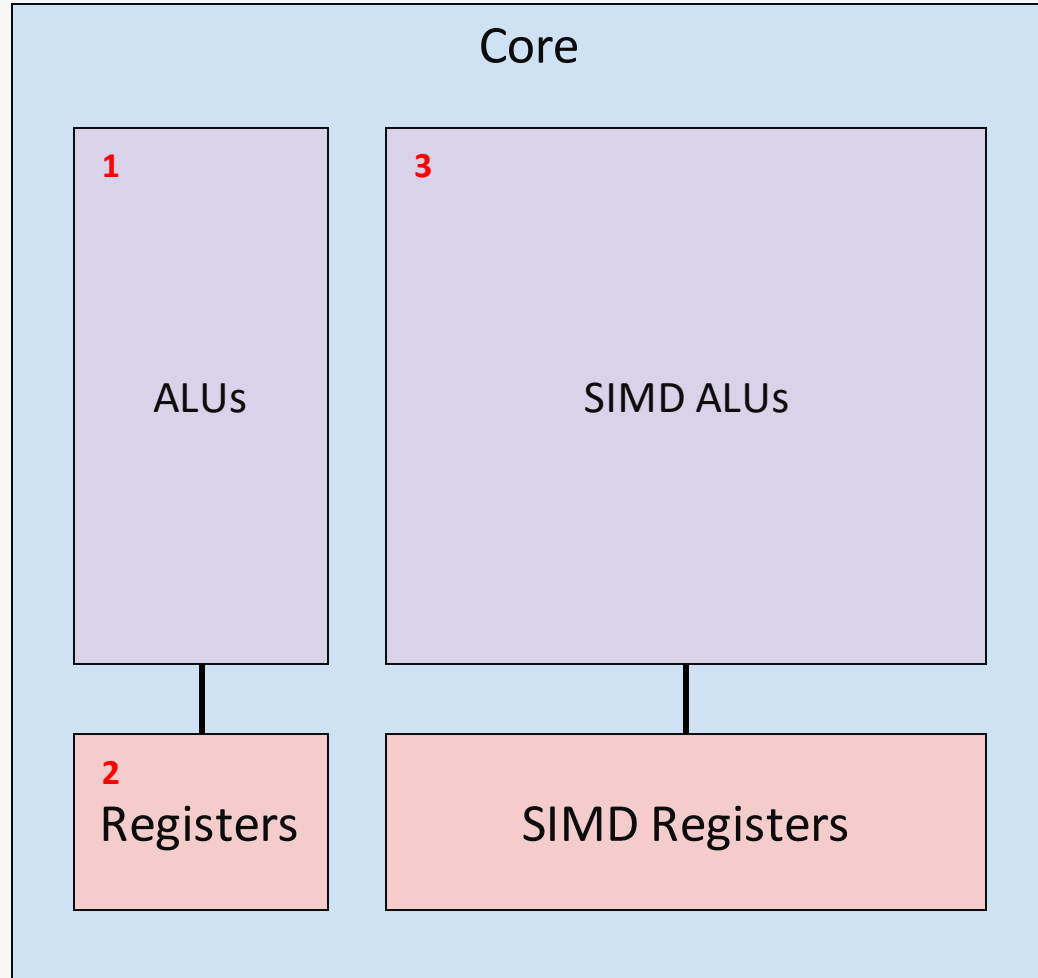 Core
1
ALUs
3
SIMD ALUs
2
Registers
SIMD Registers